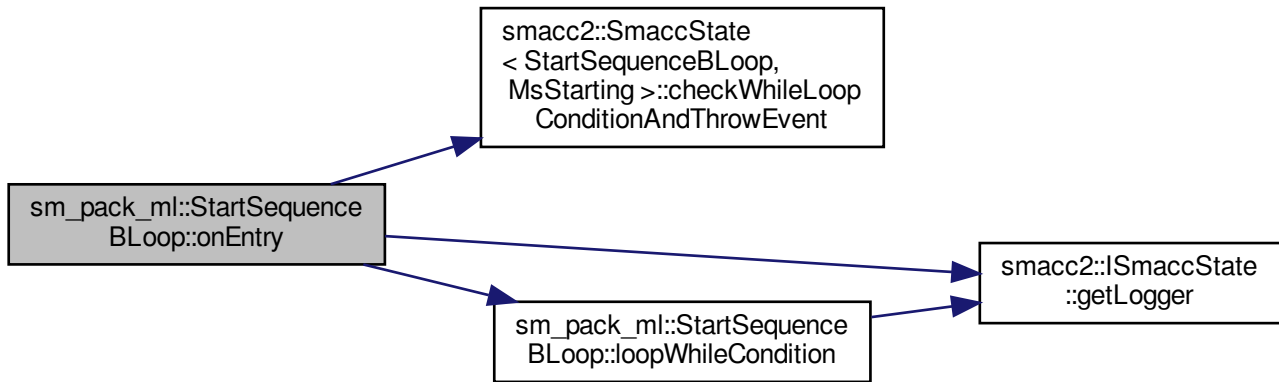 smacc2::SmaccState
< StartSequenceBLoop,
MsStarting >::checkWhileLoop
ConditionAndThrowEvent
sm_pack_ml::StartSequence
BLoop::onEntry
smacc2::ISmaccState
::getLogger
sm_pack_ml::StartSequence
BLoop::loopWhileCondition